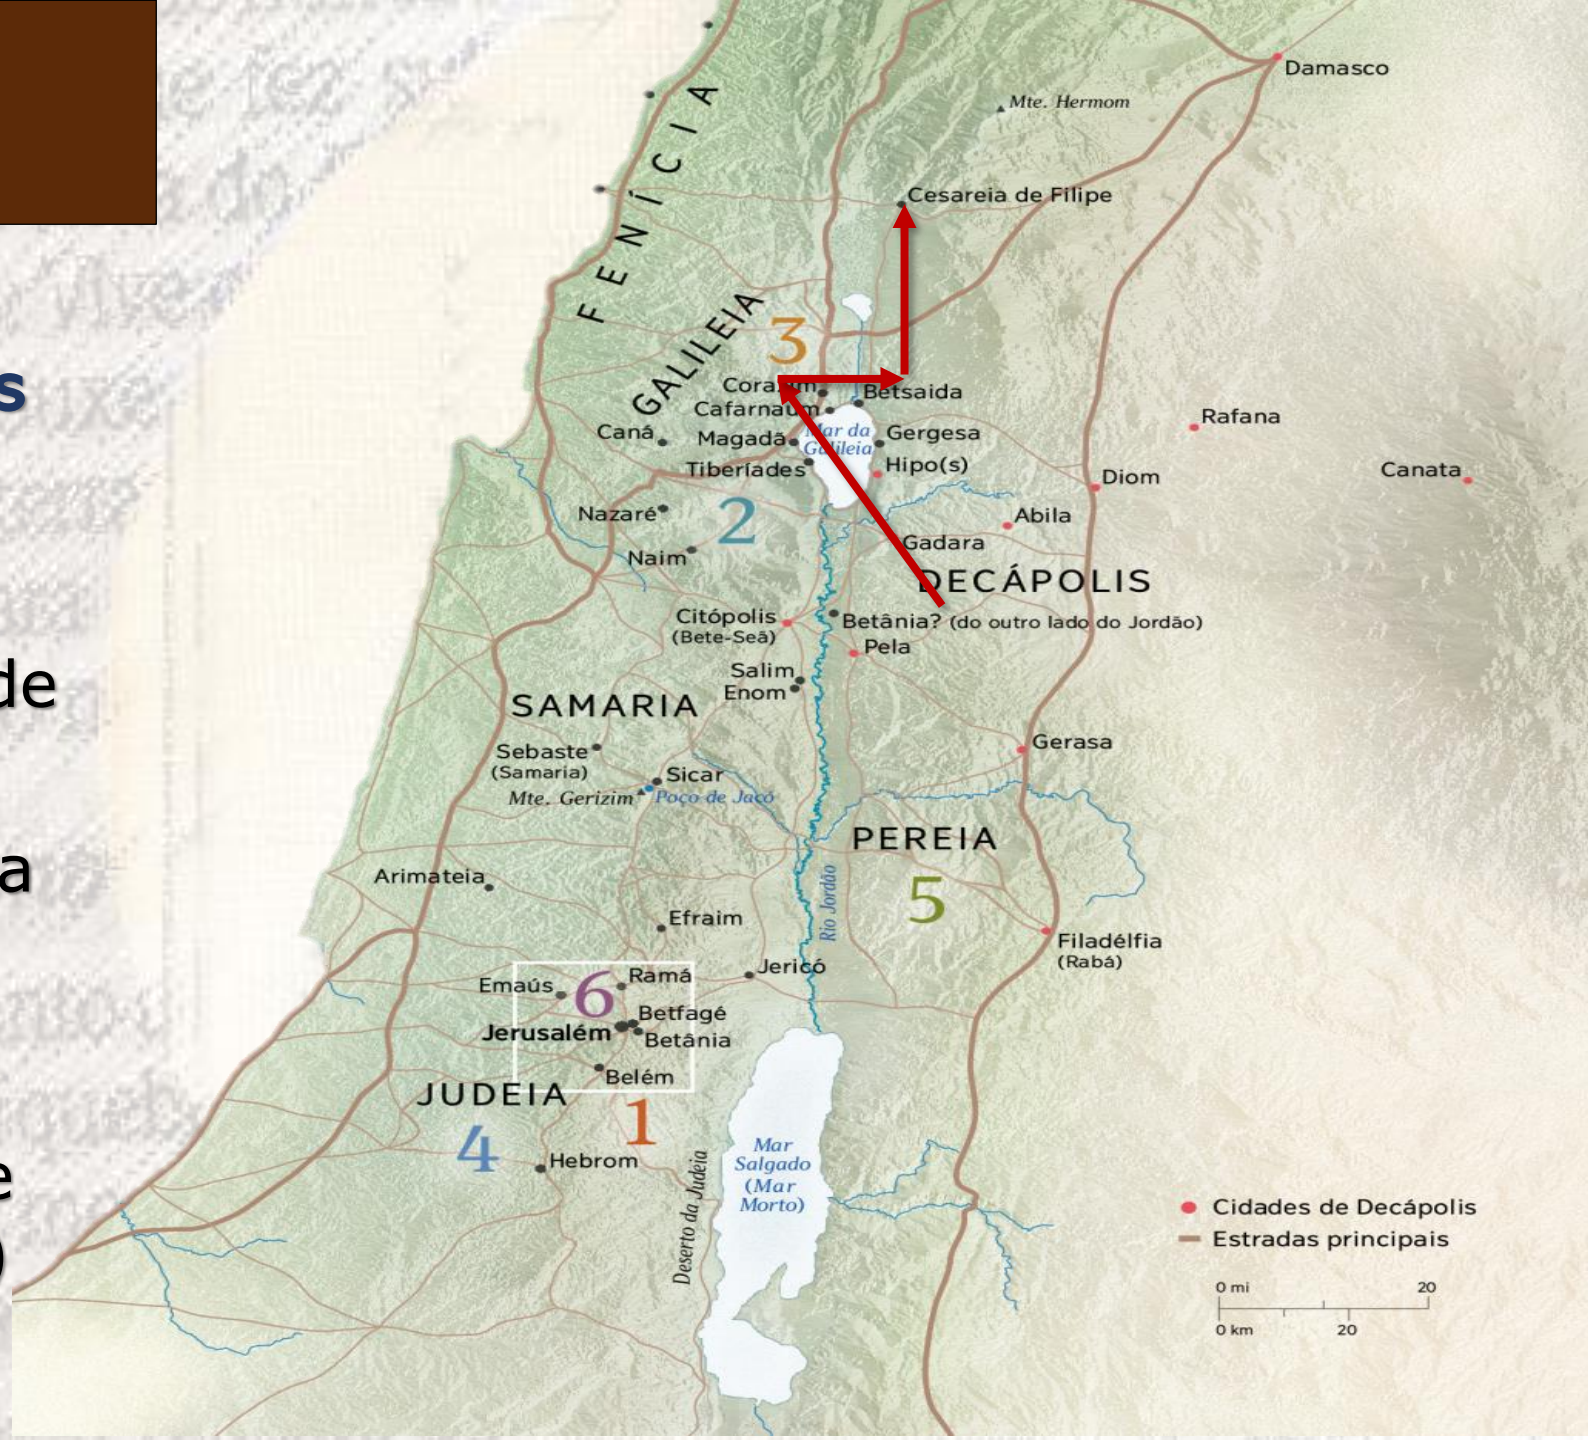 s
de
a
e
)
Damasco
Mte. Hermom
FENÍCIA
Cesareia de Filipe
GALILEIA
3
Corazim
Betsaida
Cafarnaum
Rafana
Caná
Magadã
Mar da
Galileia
Gergesa
Tiberíades
Hipo(s)
Diom
Canata
Nazaré
2
Abila
Naim
Gadara
DECÁPOLIS
Citópolis
(Bete-Seã)
Betânia? (do outro lado do Jordão)
Pela
Salim
Enom
SAMARIA
Gerasa
Sebaste
(Samaria)
Sicar
Mte. Gerizim
Poço de Jacó
PEREIA
Arimateia
5
Rio Jordão
Efraim
Filadélfia
(Rabá)
Jericó
Emaús
6
Ramá
Betfagé
Jerusalém
Betânia
Belém
JUDEIA
1
4
Hebrom
Deserto da Judeia
Mar
Salgado
(Mar
Morto)
Cidades de Decápolis
Estradas principais
0 mi 20
0 km 20